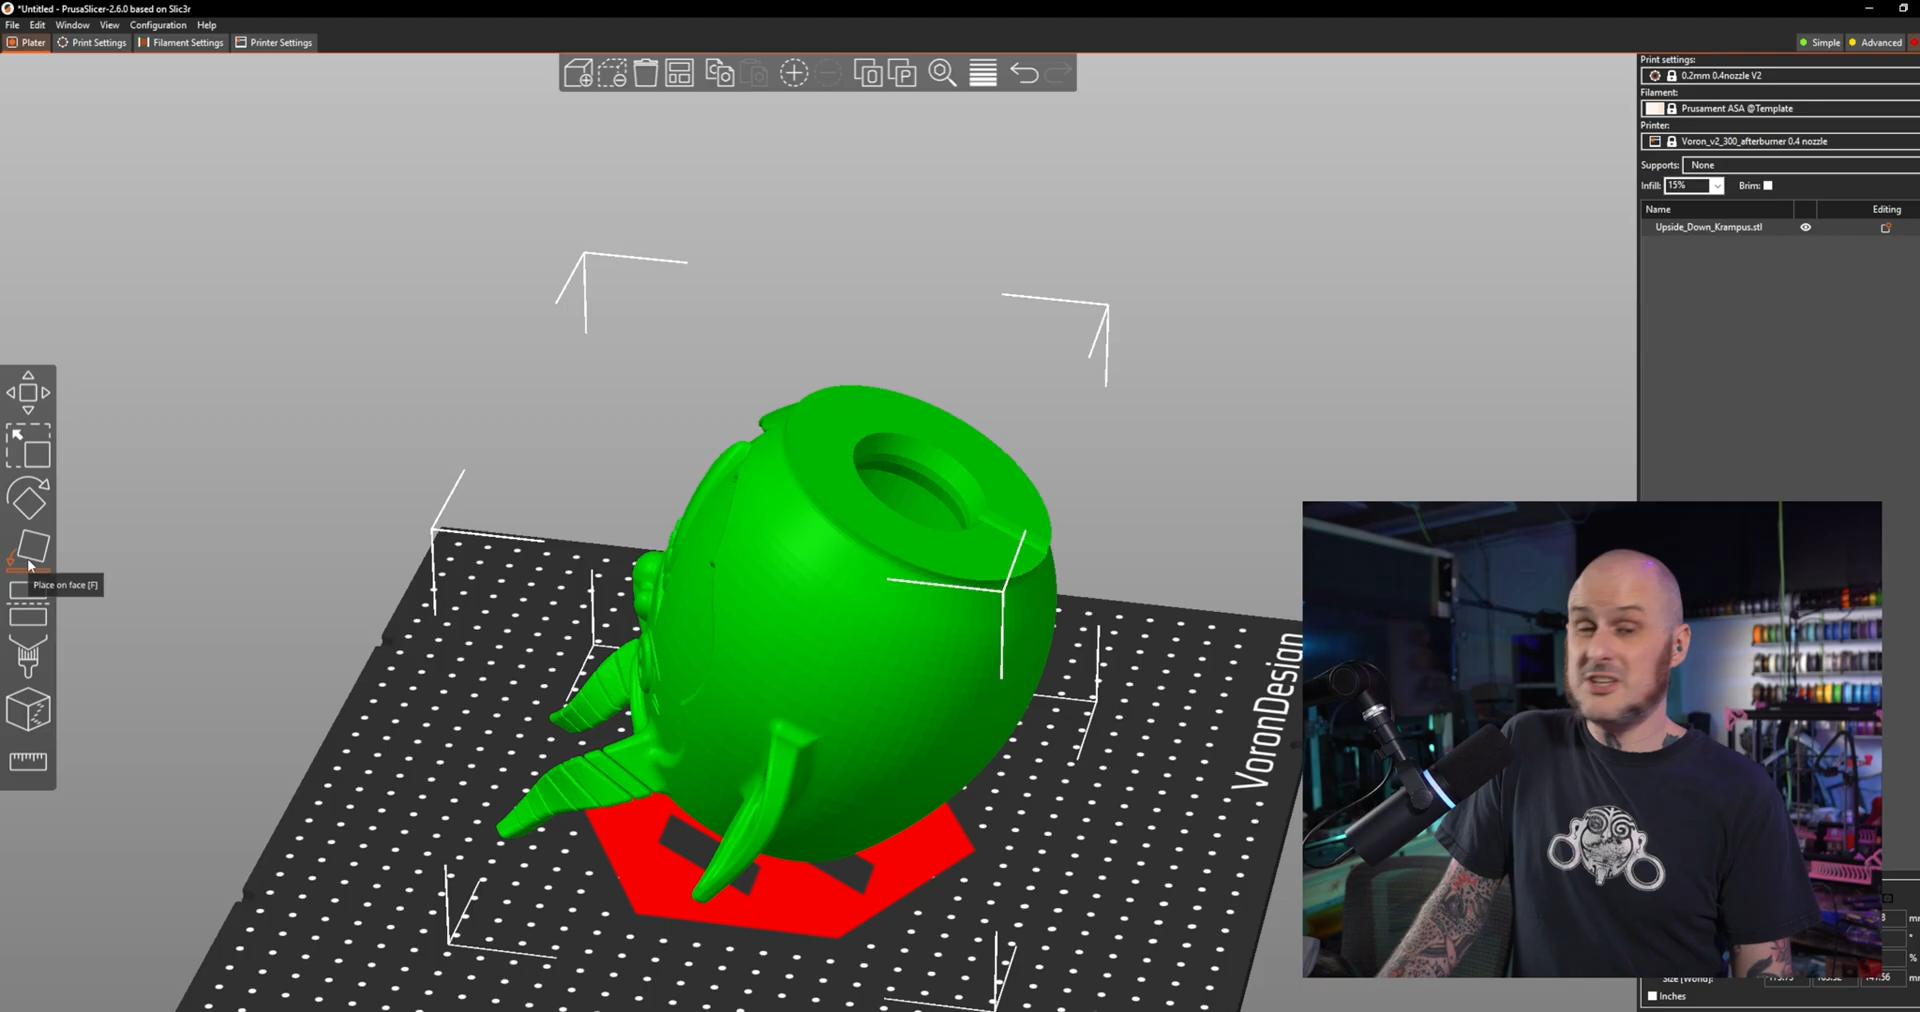 *Untitled - PrusaSlicer-2.6.0 based on Slic3r
File Edit Window View Configuration Help
Plater Print Settings Filament Settings Printer Settings
Simple Advanced
Print settings:
0.2mm 0.4nozzle V2
Filament:
Prusament ASA @Template
Printer:
Voron_v2_300_afterburner 0.4 nozzle
Supports: None
Infill: 15% Brim:
Name Editing
Upside_Down_Krampus.stl
Place on face [F]
VoronDesign
%
Size [World]:
Inches